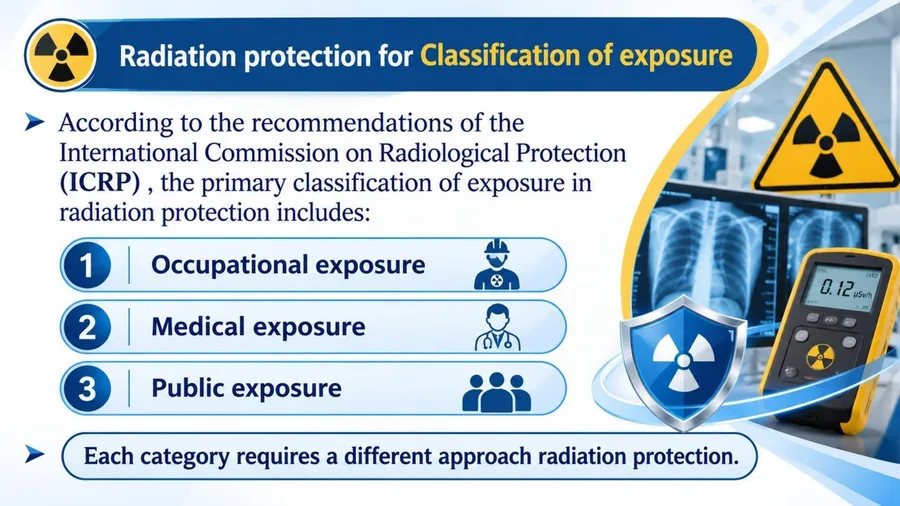 Radiation protection for Classification of exposure
➤ According to the recommendations of the
International Commission on Radiological Protection
(ICRP) , the primary classification of exposure in
radiation protection includes:
1 Occupational exposure
2 Medical exposure
3 Public exposure
0.12 μSv/h
➤ Each category requires a different approach radiation protection.